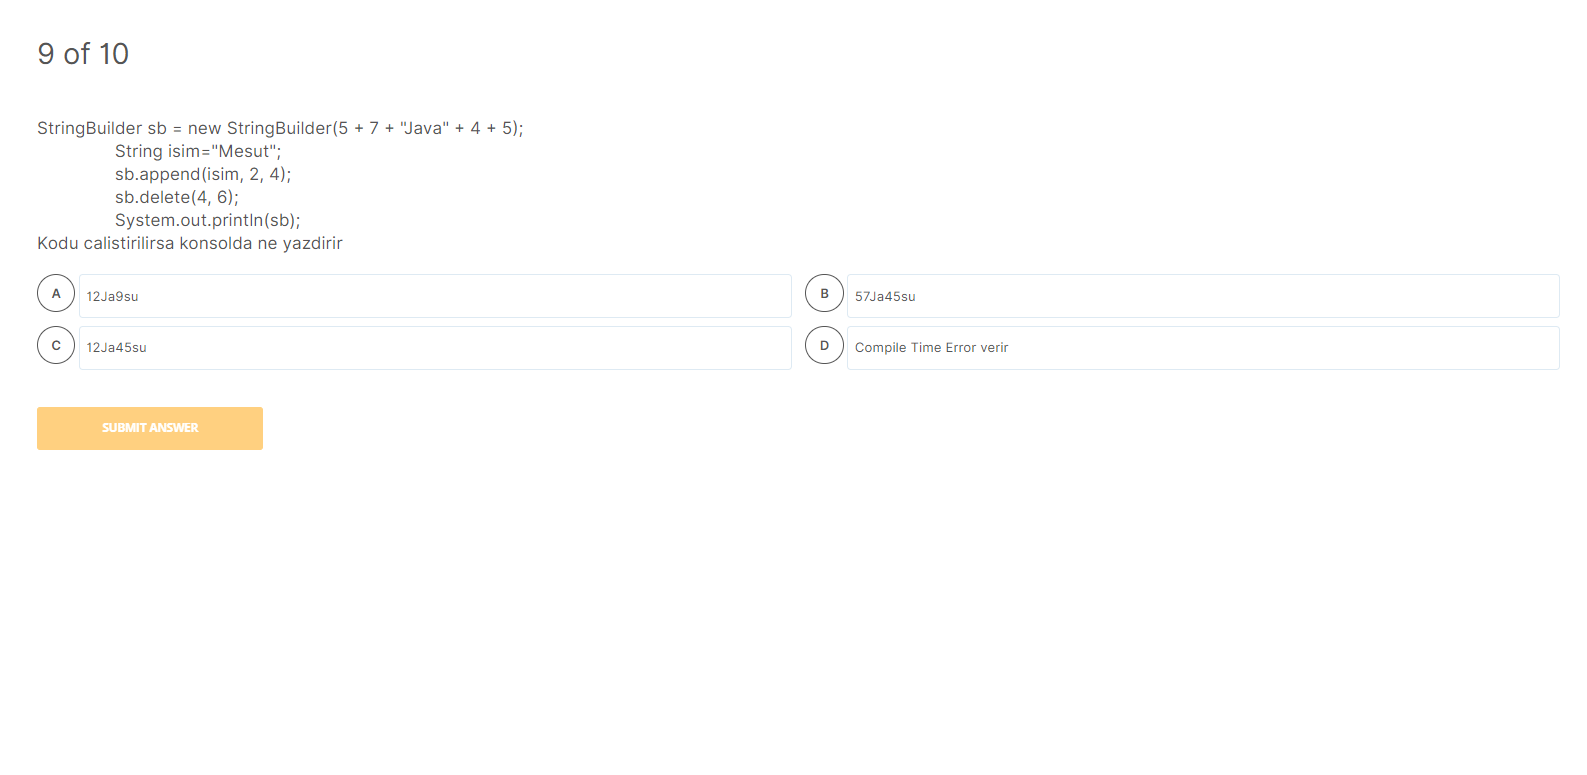 9 of 10
StringBuilder sb = new StringBuilder(5 + 7 + "Java" + 4 + 5);
String isim="Mesut";
sb.append(isim, 2, 4);
sb.delete(4, 6);
System.out.println(sb);
Kodu calistirilirsa konsolda ne yazdirir
A 12Ja9su
B 57Ja45su
C 12Ja45su
D Compile Time Error verir
SUBMIT ANSWER